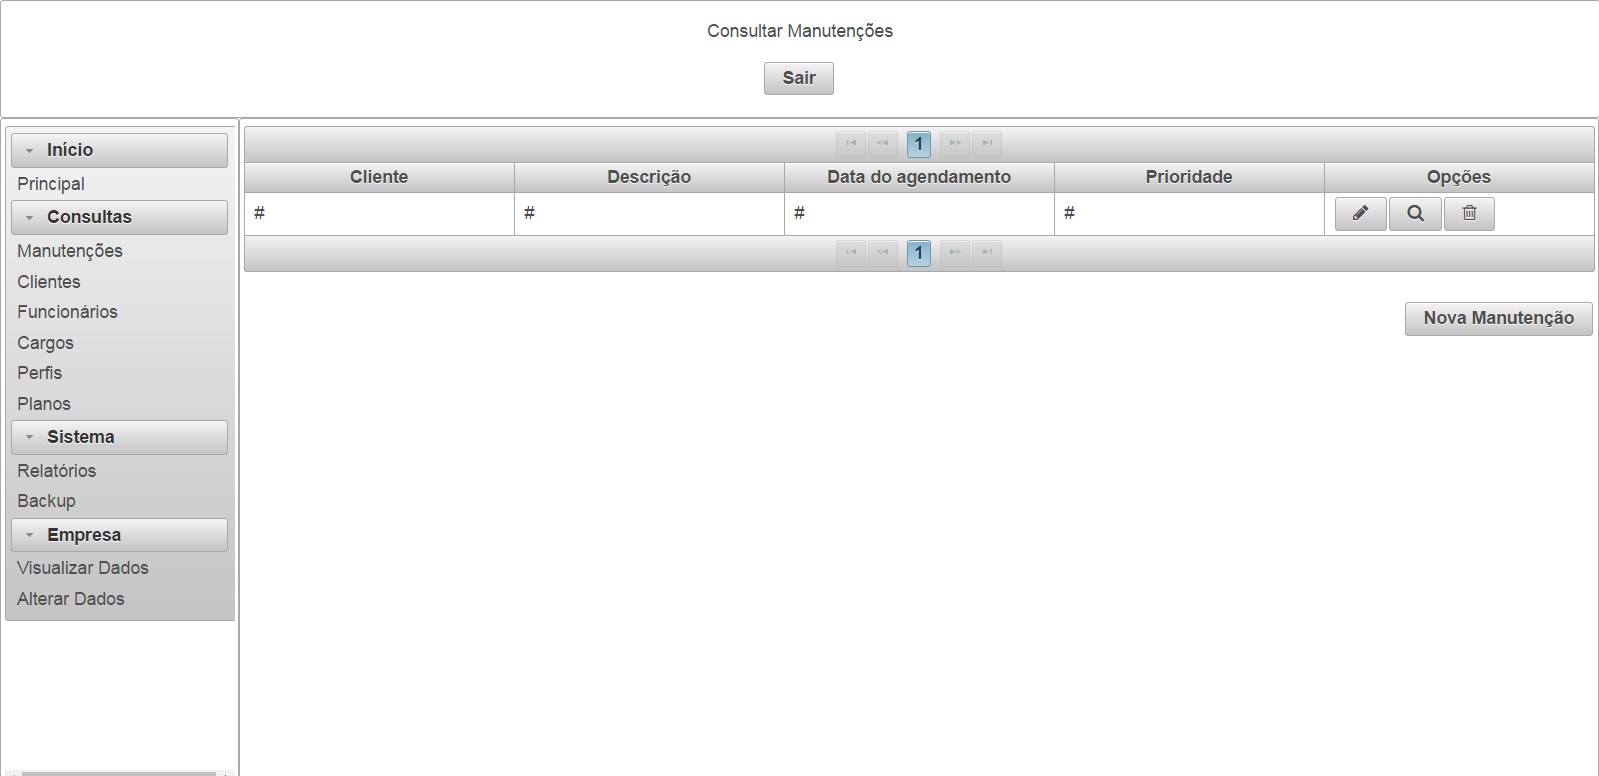 Consultar Manutenções
Sair
Início
Principal
Consultas
Manutenções
Clientes
Funcionários
Cargos
Perfis
Planos
Sistema
Relatórios
Backup
Empresa
Visualizar Dados
Alterar Dados
1
Cliente Descrição Data do agendamento Prioridade Opções
# # # #
1
Nova Manutenção